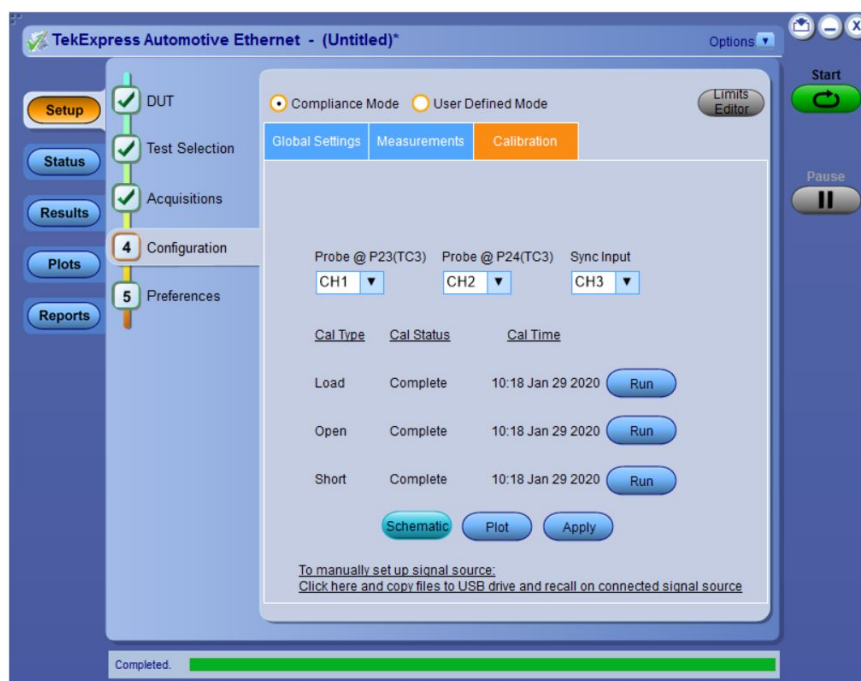 TekExpress Automotive Ethernet - (Untitled)*
Options
X
Start
Setup
DUT
Compliance Mode User Defined Mode
Limits Editor
Status
Test Selection
Global Settings Measurements Calibration
Results
Acquisitions
Pause
4 Configuration
Plots
5 Preferences
Reports
Probe @ P23(TC3) Probe @ P24(TC3) Sync Input
CH1 CH2 CH3
Cal Type Cal Status Cal Time
Load Complete 10:18 Jan 29 2020 Run
Open Complete 10:18 Jan 29 2020 Run
Short Complete 10:18 Jan 29 2020 Run
Schematic Plot Apply
To manually set up signal source:
Click here and copy files to USB drive and recall on connected signal source
Completed.